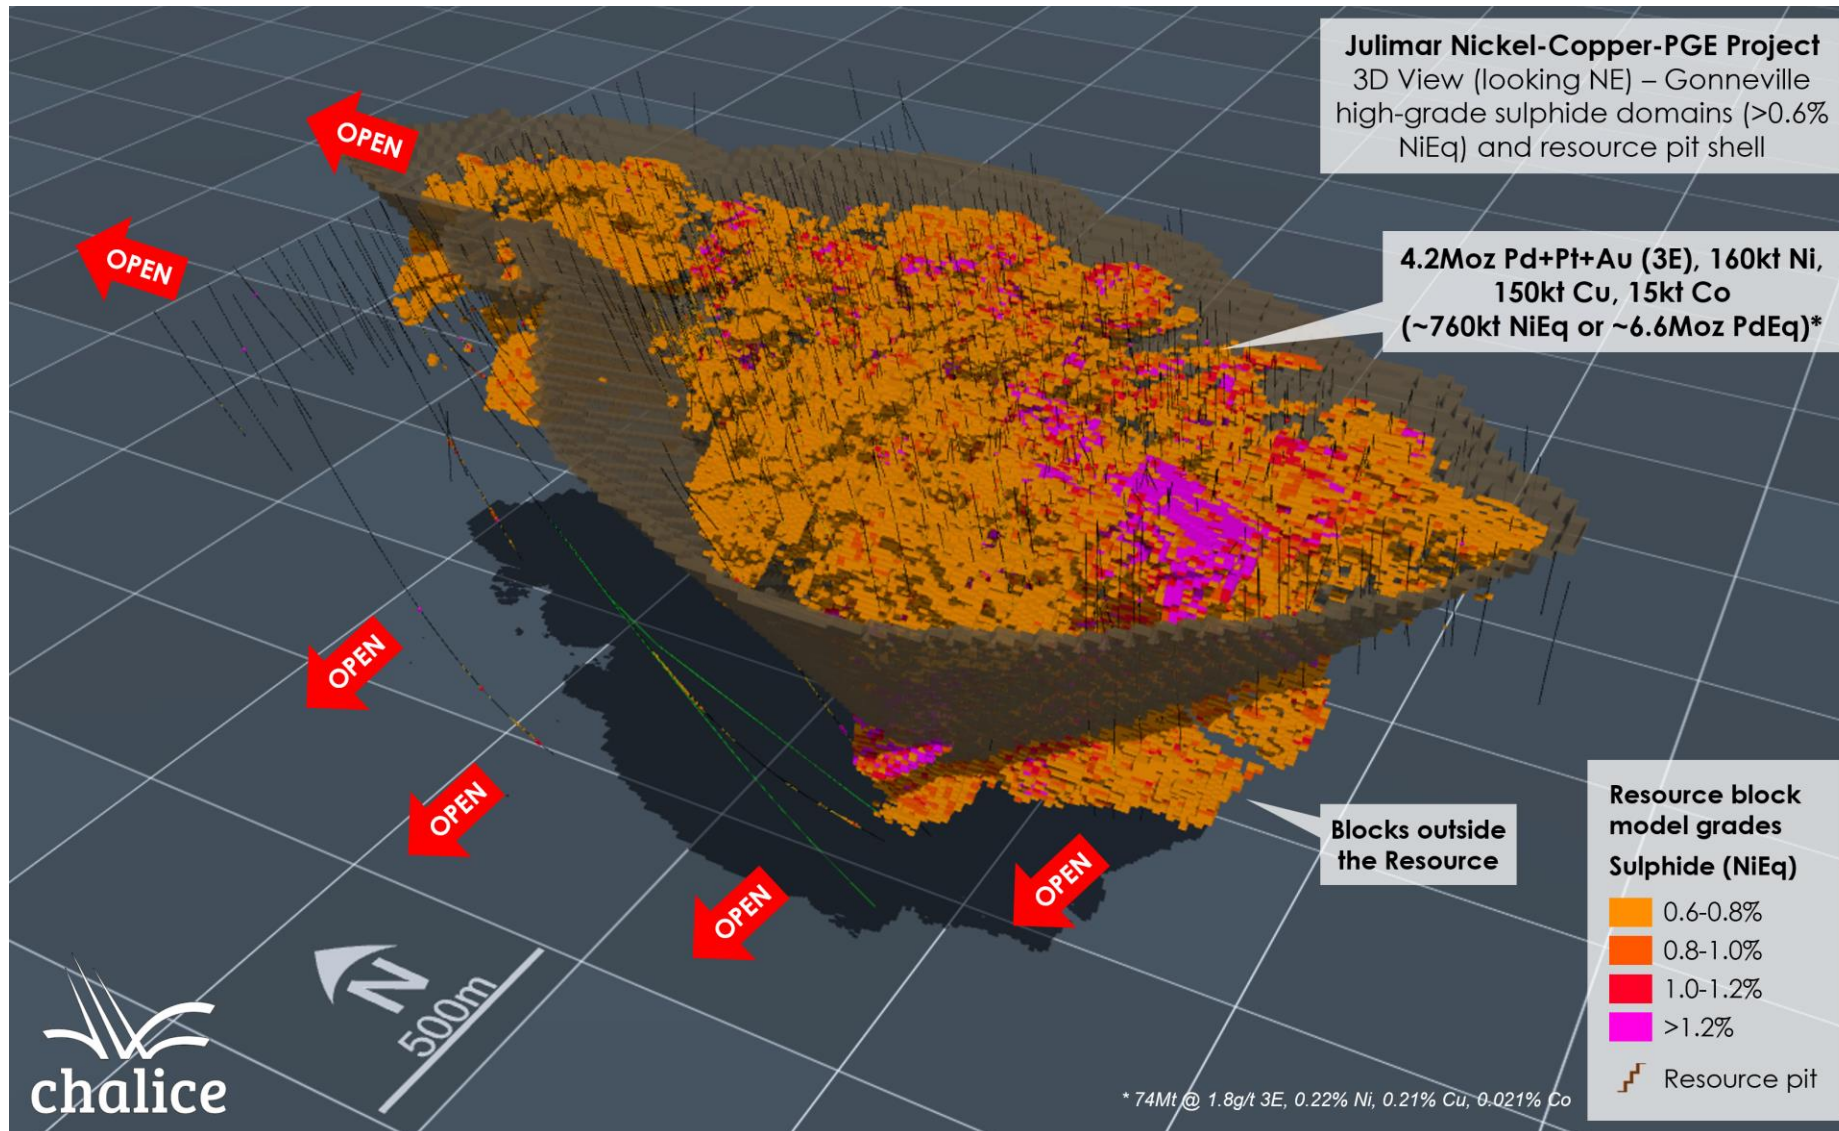 Julimar Nickel-Copper-PGE Project
3D View (looking NE) – Gonneville
high-grade sulphide domains (>0.6%
NiEq) and resource pit shell
OPEN
OPEN
4.2Moz Pd+Pt+Au (3E), 160kt Ni,
150kt Cu, 15kt Co
(~760kt NiEq or ~6.6Moz PdEq)*
OPEN
OPEN
OPEN
OPEN
Blocks outside
the Resource
Resource block
model grades
Sulphide (NiEq)
0.6-0.8%
0.8-1.0%
1.0-1.2%
>1.2%
Resource pit
N
500m
chalice
* 74Mt @ 1.8g/t 3E, 0.22% Ni, 0.21% Cu, 0.021% Co